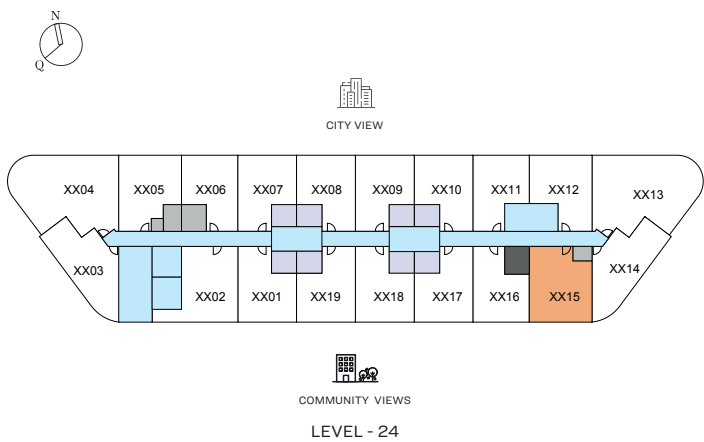 N
Q
CITY VIEW
XX04 XX05 XX06 XX07 XX08 XX09 XX10 XX11 XX12 XX13
XX03 XX02 XX01 XX19 XX18 XX17 XX16 XX15 XX14
COMMUNITY VIEWS
LEVEL - 24